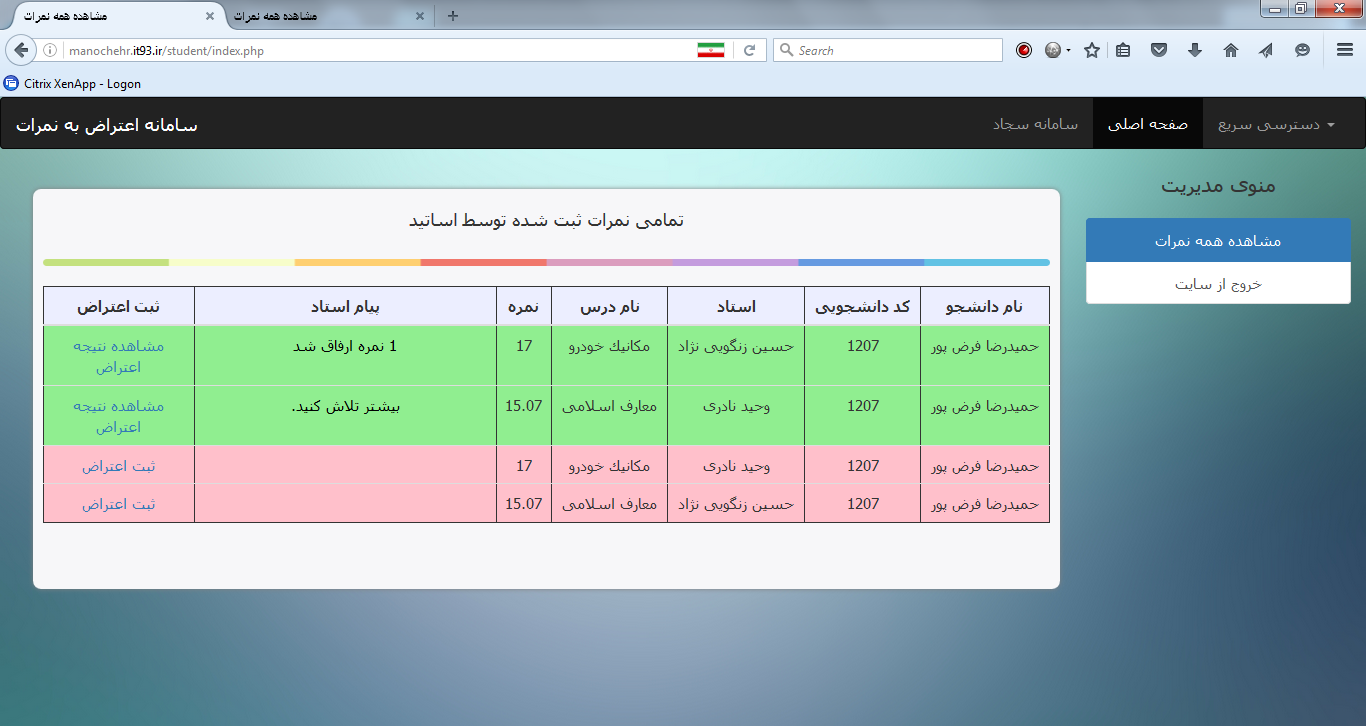 مشاهده همه نمرات
مشاهده همه نمرات
manochehr.it93.ir/student/index.php
Search
Citrix XenApp - Logon
سامانه اعتراض به نمرات
دسترسی سریع
صفحه اصلی
سامانه سجاد
منوی مدیریت
مشاهده همه نمرات
خروج از سایت
تمامی نمرات ثبت شده توسط اساتید
نام دانشجو کد دانشجویی استاد نام درس نمره پیام استاد ثبت اعتراض
حمیدرضا فرض پور 1207 حسین زنگویی نژاد مکانیك خودرو 17 1 نمره ارفاق شد مشاهده نتیجه
اعتراض
حمیدرضا فرض پور 1207 وحید نادری معارف اسلامی 15.07 بیشتر تلاش کنید. مشاهده نتیجه
اعتراض
حمیدرضا فرض پور 1207 وحید نادری مکانیك خودرو 17 ثبت اعتراض
حمیدرضا فرض پور 1207 حسین زنگویی نژاد معارف اسلامی 15.07 ثبت اعتراض